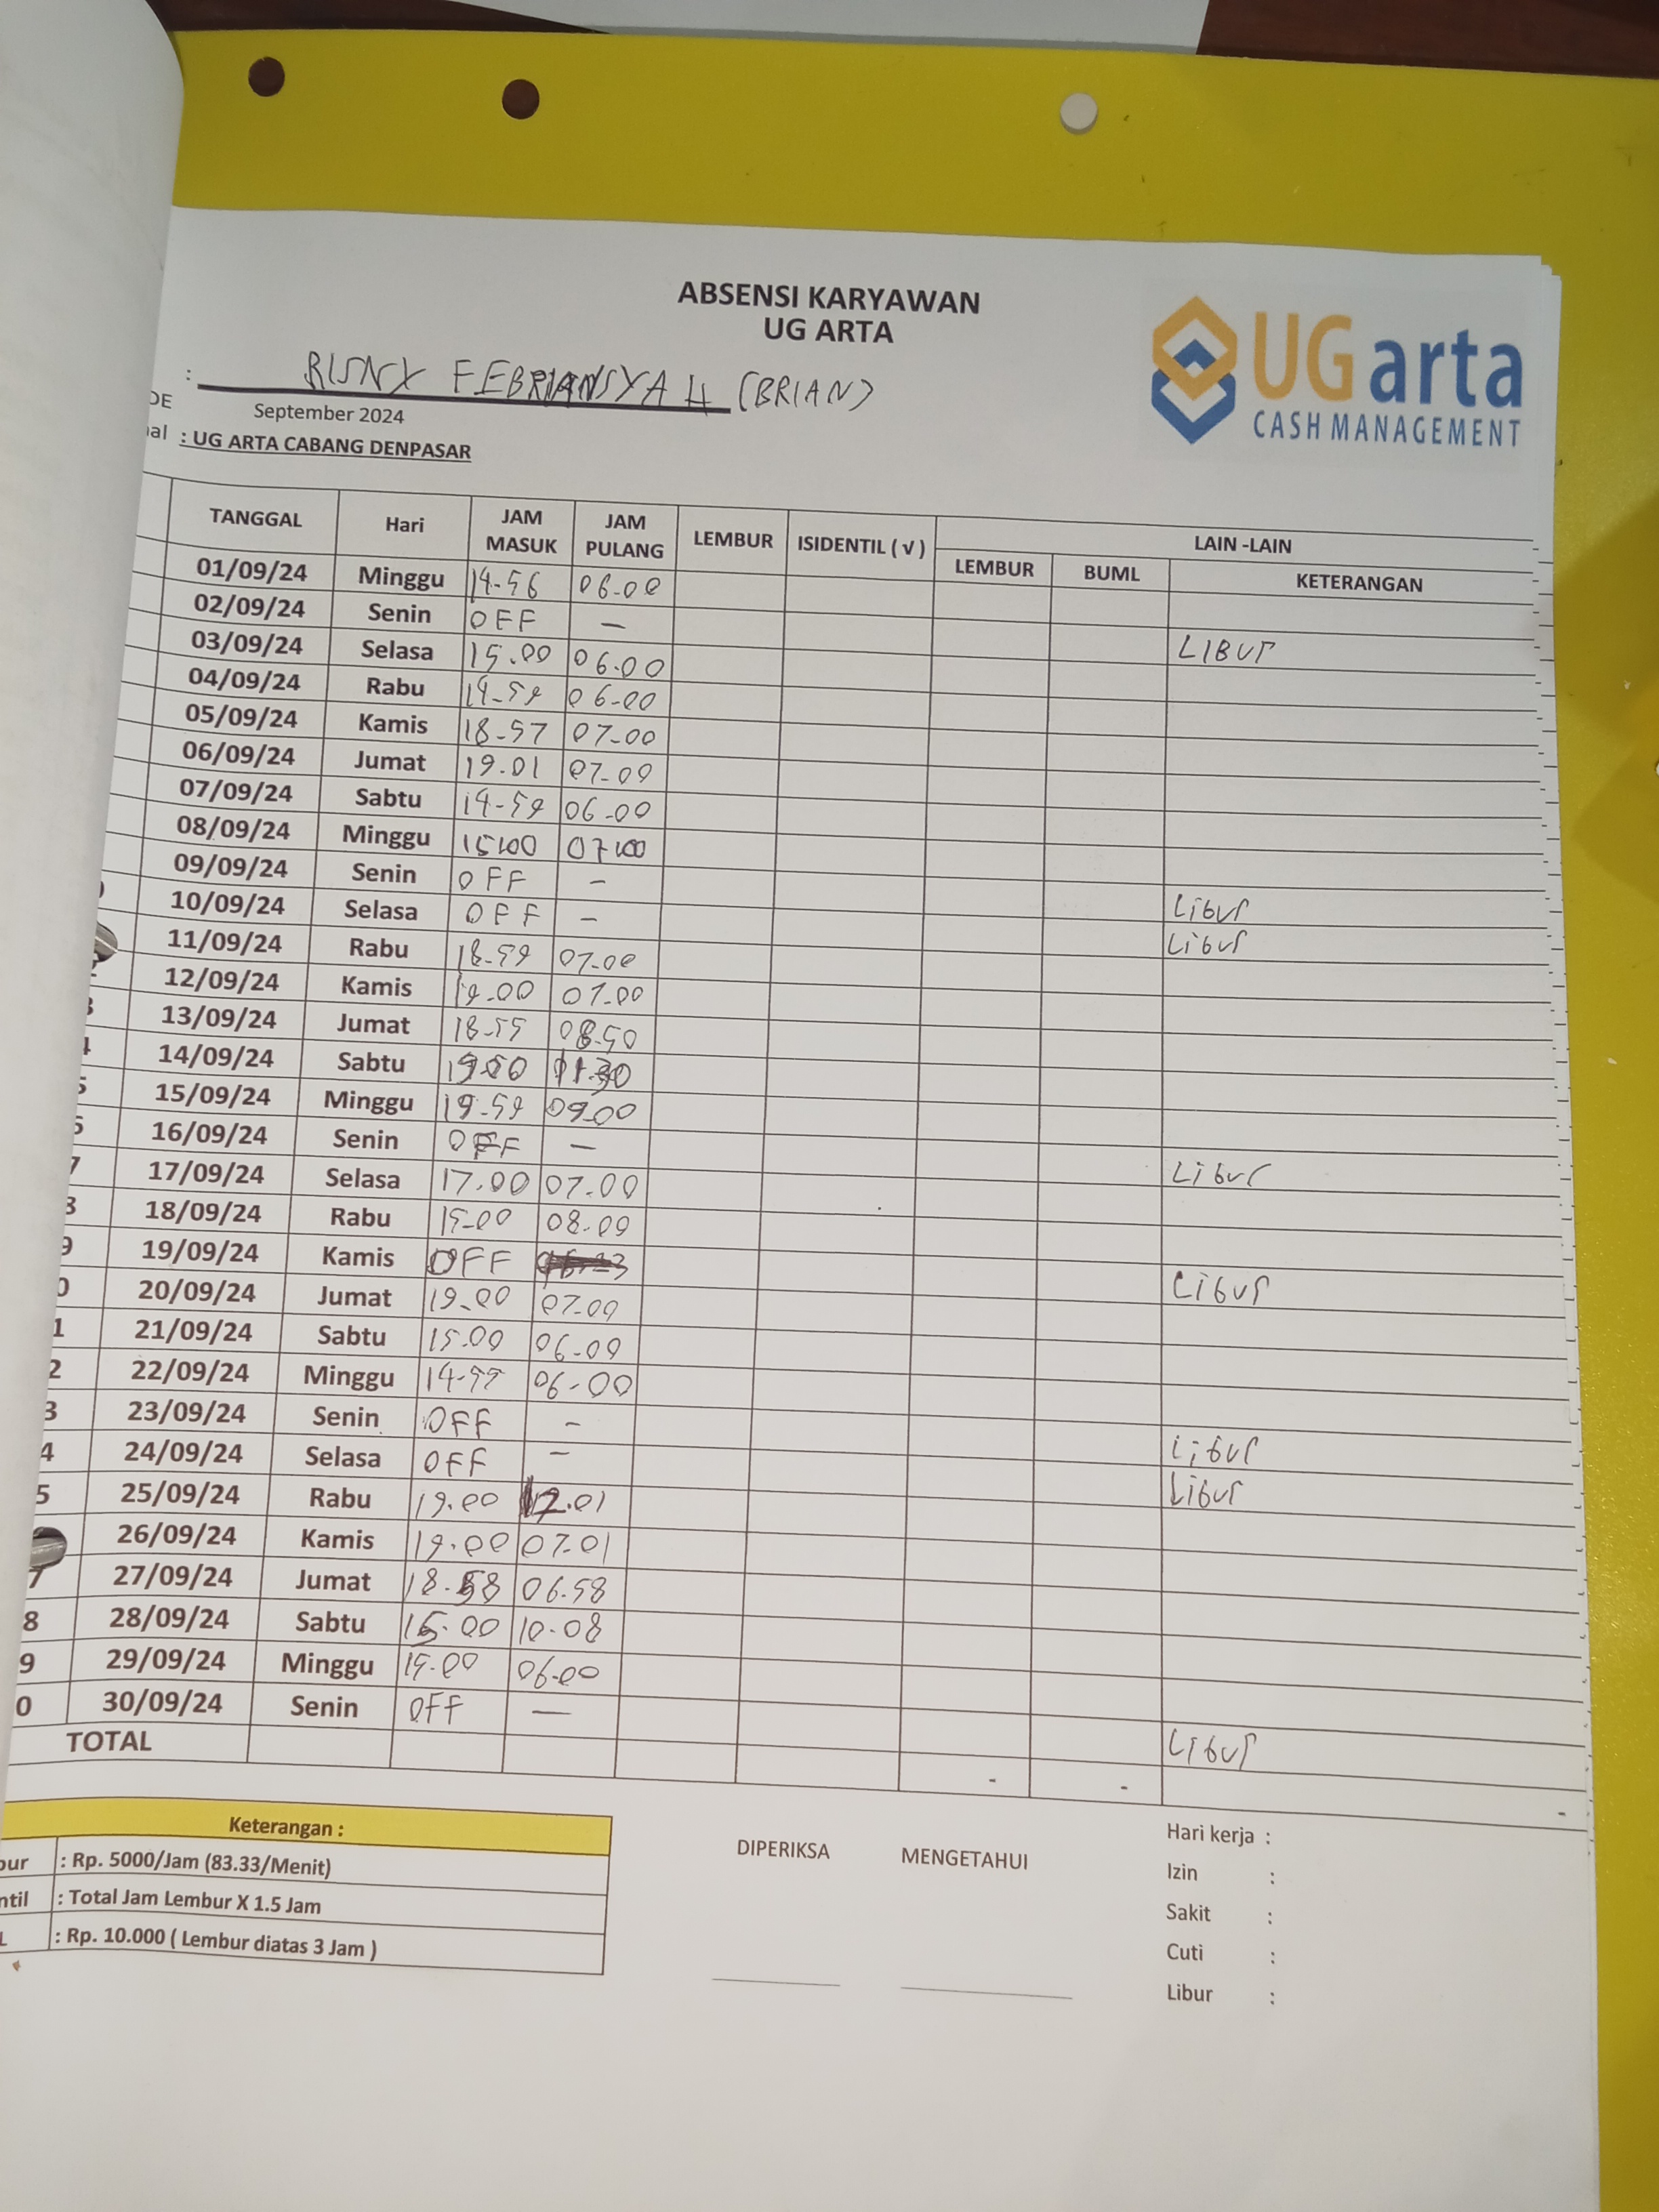 ABSENSI KARYAWAN
UG ARTA
UGarta
CASH MANAGEMENT
: FEBRIANSYAH (BRIAN)
DE September 2024
al : UG ARTA CABANG DENPASAR
TANGGAL Hari JAM MASUK JAM PULANG LEMBUR ISIDENTIL (√) LAIN -LAIN
LEMBUR BUML KETERANGAN
01/09/24 Minggu 14-56 06-00
02/09/24 Senin OFF — LIBUR
03/09/24 Selasa 15.00 06-00
04/09/24 Rabu 14-59 06-00
05/09/24 Kamis 18-57 07-00
06/09/24 Jumat 19.01 07-00
07/09/24 Sabtu 14-59 06-00
08/09/24 Minggu 15.00 07.00
09/09/24 Senin OFF - Libur
10/09/24 Selasa OFF - Libur
11/09/24 Rabu 18-59 07-00
12/09/24 Kamis 19-00 07-00
3 13/09/24 Jumat 18-55 08-50
4 14/09/24 Sabtu 11.30
5 15/09/24 Minggu 09-00
6 16/09/24 Senin OFF - Libur
7 17/09/24 Selasa 17.00 07.00
8 18/09/24 Rabu 15-00 08-00
9 19/09/24 Kamis OFF Libur
0 20/09/24 Jumat 19-00 07-00
1 21/09/24 Sabtu 15-00 06-00
2 22/09/24 Minggu 14-59 06-00
3 23/09/24 Senin OFF - Libur
4 24/09/24 Selasa OFF - Libur
5 25/09/24 Rabu 19.00 12.01
26/09/24 Kamis 19.00 07-01
7 27/09/24 Jumat 18-58 06-58
8 28/09/24 Sabtu 15-00 10-08
9 29/09/24 Minggu 15-00 06-00
0 30/09/24 Senin OFF — Libur
TOTAL - - -
Keterangan :
bur : Rp. 5000/Jam (83.33/Menit)
ntil : Total Jam Lembur X 1.5 Jam
L : Rp. 10.000 ( Lembur diatas 3 Jam )
DIPERIKSA MENGETAHUI
Hari kerja :
Izin :
Sakit :
Cuti :
Libur :